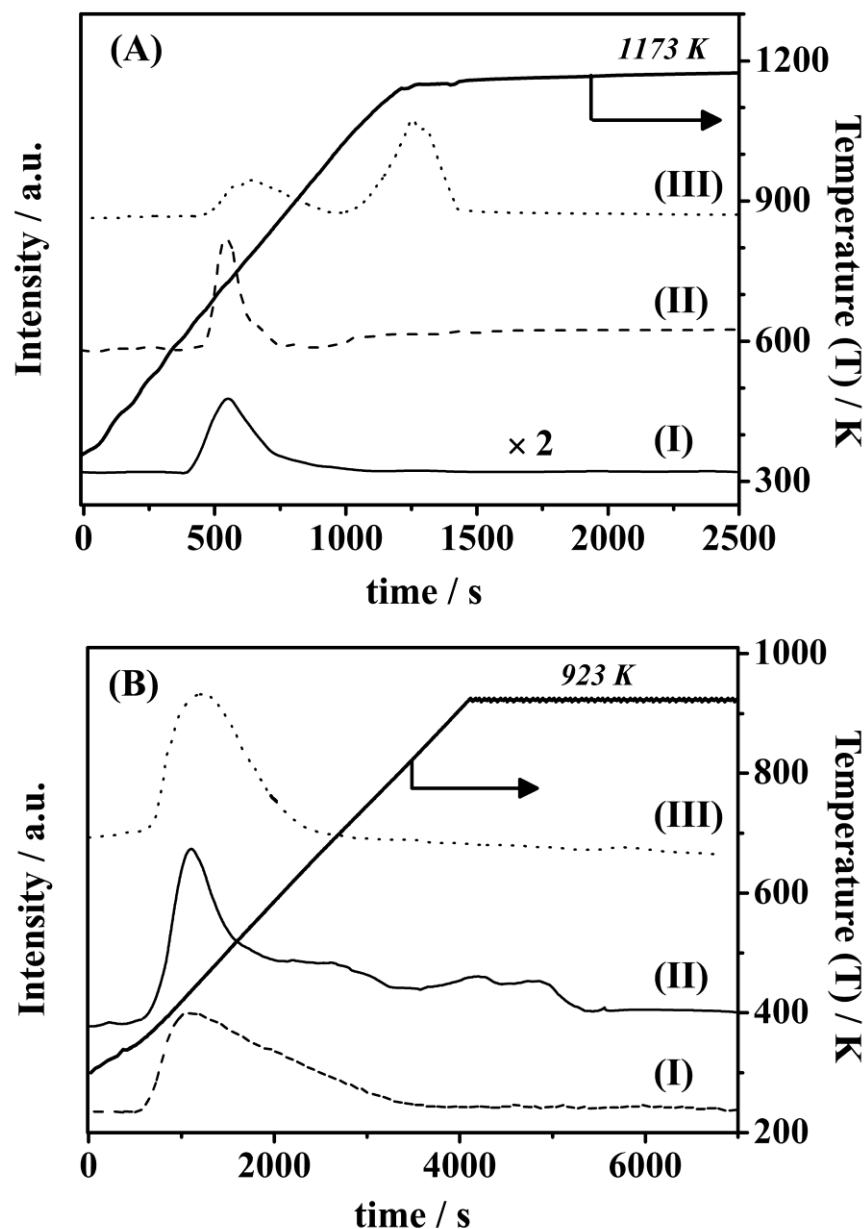 (A)
1173 K
1200
900
600
300
(III)
(II)
× 2
(I)
Intensity / a.u.
Temperature (T) / K
0
500
1000
1500
2000
2500
time / s
(B)
923 K
1000
800
600
400
200
(III)
(II)
(I)
Intensity / a.u.
Temperature (T) / K
0
2000
4000
6000
time / s